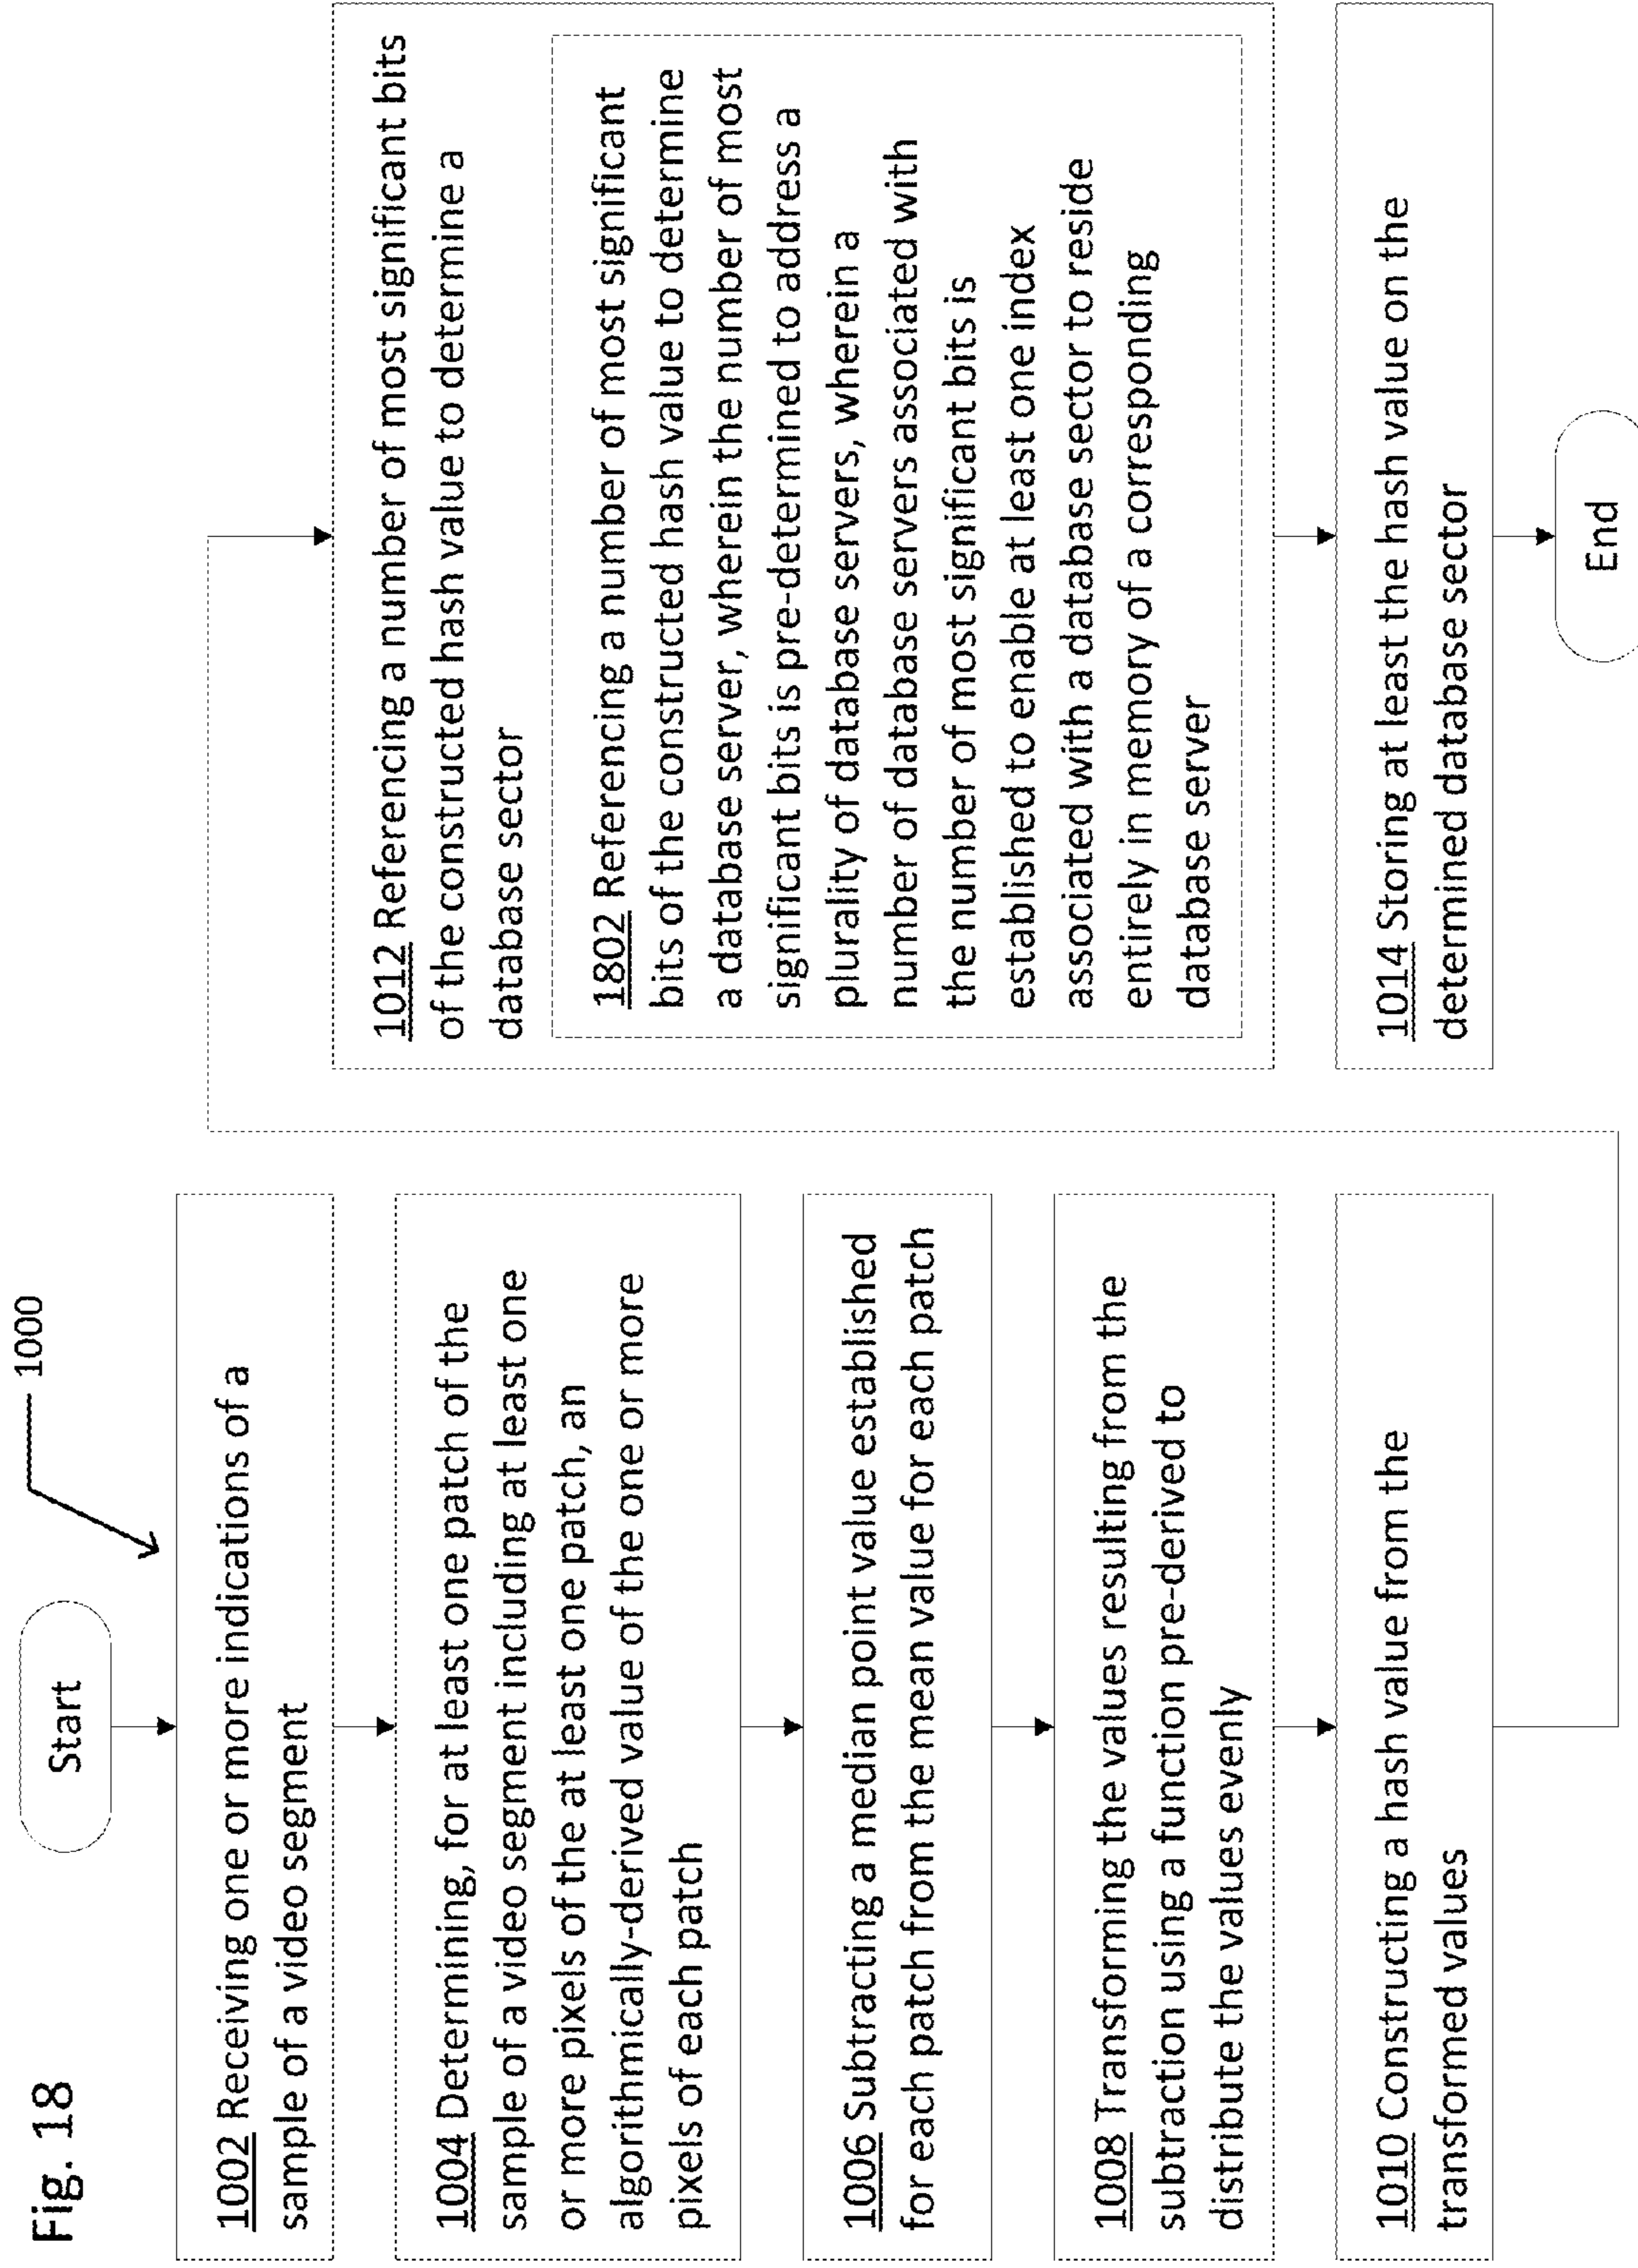 Fig. 18
1000
Start
1002 Receiving one or more indications of a
sample of a video segment
1004 Determining, for at least one patch of the
sample of a video segment including at least one
or more pixels of the at least one patch, an
algorithmically-derived value of the one or more
pixels of each patch
1006 Subtracting a median point value established
for each patch from the mean value for each patch
1008 Transforming the values resulting from the
subtraction using a function pre-derived to
distribute the values evenly
1010 Constructing a hash value from the
transformed values
1012 Referencing a number of most significant bits
of the constructed hash value to determine a
database sector
1802 Referencing a number of most significant
bits of the constructed hash value to determine
a database server, wherein the number of most
significant bits is pre-determined to address a
plurality of database servers, wherein a
number of database servers associated with
the number of most significant bits is
established to enable at least one index
associated with a database sector to reside
entirely in memory of a corresponding
database server
1014 Storing at least the hash value on the
determined database sector
End